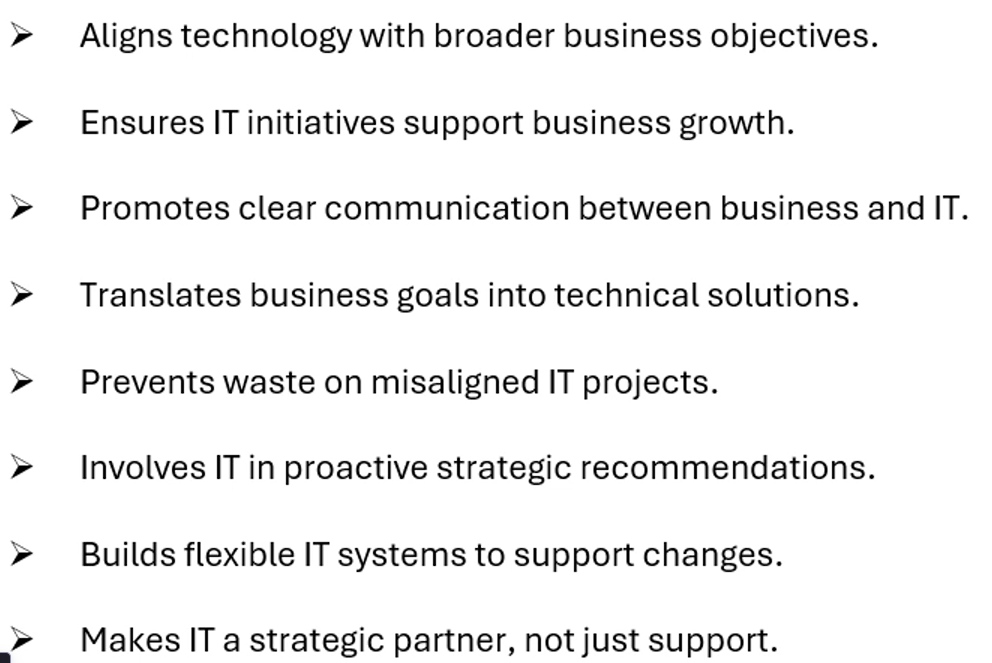 ➢ Aligns technology with broader business objectives.
➢ Ensures IT initiatives support business growth.
➢ Promotes clear communication between business and IT.
➢ Translates business goals into technical solutions.
➢ Prevents waste on misaligned IT projects.
➢ Involves IT in proactive strategic recommendations.
➢ Builds flexible IT systems to support changes.
➢ Makes IT a strategic partner, not just support.